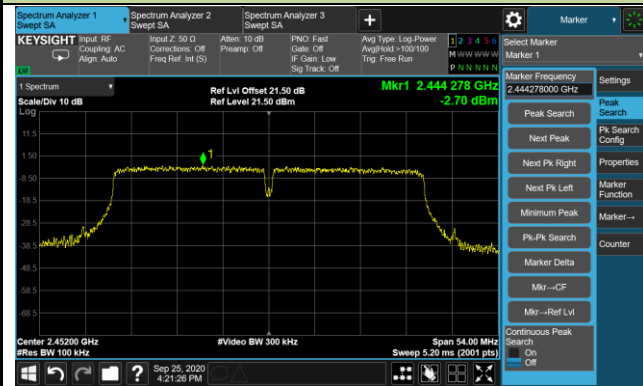 Spectrum Analyzer 1
Swept SA
Spectrum Analyzer 2
Swept SA
Spectrum Analyzer 3
Swept SA
+
Marker
KEYSIGHT
Input: RF
Coupling: AC
Align: Auto
Input Z: 50 Ω
Corrections: Off
Freq Ref: Int (S)
Atten: 10 dB
Preamp: Off
PNO: Fast
Gate: Off
IF Gain: Low
Sig Track: Off
Avg Type: Log-Power
Avg|Hold:>100/100
Trig: Free Run
1 2 3 4 5 6
M W W W W W
P N N N N N
LXI
Select Marker
Marker 1
1 Spectrum
Scale/Div 10 dB
Log
Ref Lvl Offset 21.50 dB
Ref Level 21.50 dBm
Mkr1 2.444 278 GHz
-2.70 dBm
11.5
1.50
-8.50
-18.5
-28.5
-38.5
-48.5
-58.5
-68.5
1
Center 2.45200 GHz
#Res BW 100 kHz
#Video BW 300 kHz
Span 54.00 MHz
Sweep 5.20 ms (2001 pts)
Marker Frequency
2.444278000 GHz
Peak Search
Next Peak
Next Pk Right
Next Pk Left
Minimum Peak
Pk-Pk Search
Marker Delta
Mkr→CF
Mkr→Ref Lvl
Continuous Peak
Search
On
Off
Settings
Peak
Search
Pk Search
Config
Properties
Marker
Function
Marker→
Counter
?
Sep 25, 2020
4:21:26 PM